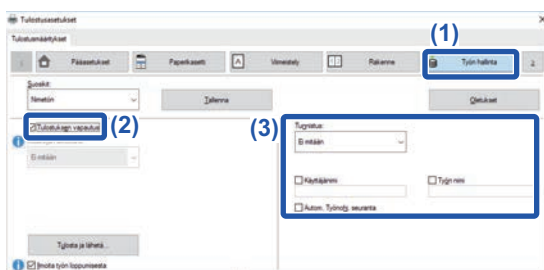 Tulostusasetukset
Tulostusmääritykset
(1)
Pääasetukset Paperikasetti Viimeistely Rakenne Työn hallinta 2
Suosikit:
Nimetön Tallenna Oletukset
Tulostuksen vapautus (2)
(3) Tunnistus:
Ei mitään
Ei mitään
Käyttäjänimi Työn nimi
Autom. Työnohj. seuranta
Tulosta ja lähetä...
Ilmoita työn loppumisesta